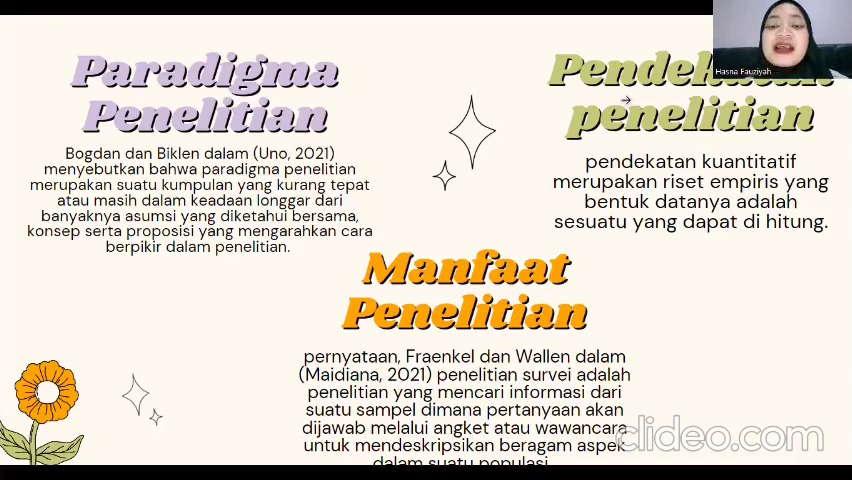 Paradigma
Penelitian
Bogdan dan Biklen dalam (Uno, 2021)
menyebutkan bahwa paradigma penelitian
merupakan suatu kumpulan yang kurang tepat
atau masih dalam keadaan longgar dari
banyaknya asumsi yang diketahui bersama,
konsep serta proposisi yang mengarahkan cara
berpikir dalam penelitian.
penelitian
pendekatan kuantitatif
merupakan riset empiris yang
bentuk datanya adalah
sesuatu yang dapat di hitung.
Hasna Fauziyah
Manfaat
Penelitian
pernyataan, Fraenkel dan Wallen dalam
(Maidiana, 2021) penelitian survei adalah
penelitian yang mencari informasi dari
suatu sampel dimana pertanyaan akan
dijawab melalui angket atau wawancara
untuk mendeskripsikan beragam aspek
dalam suatu populasi
clideo.com